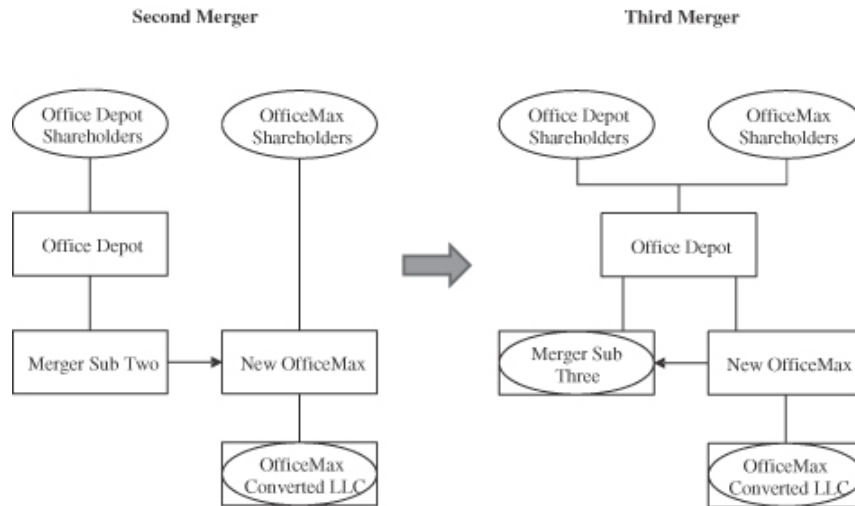 Second Merger
Office Depot
Shareholders
OfficeMax
Shareholders
Office Depot
Merger Sub Two
New OfficeMax
OfficeMax
Converted LLC
Third Merger
Office Depot
Shareholders
OfficeMax
Shareholders
Office Depot
Merger Sub
Three
New OfficeMax
OfficeMax
Converted LLC